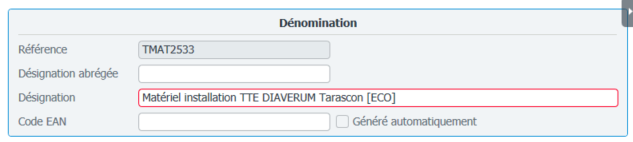 Dénomination
Référence TMAT2533
Désignation abrégée
Désignation Matériel installation TTE DIAVERUM Tarascon [ECO]
Code EAN Généré automatiquement